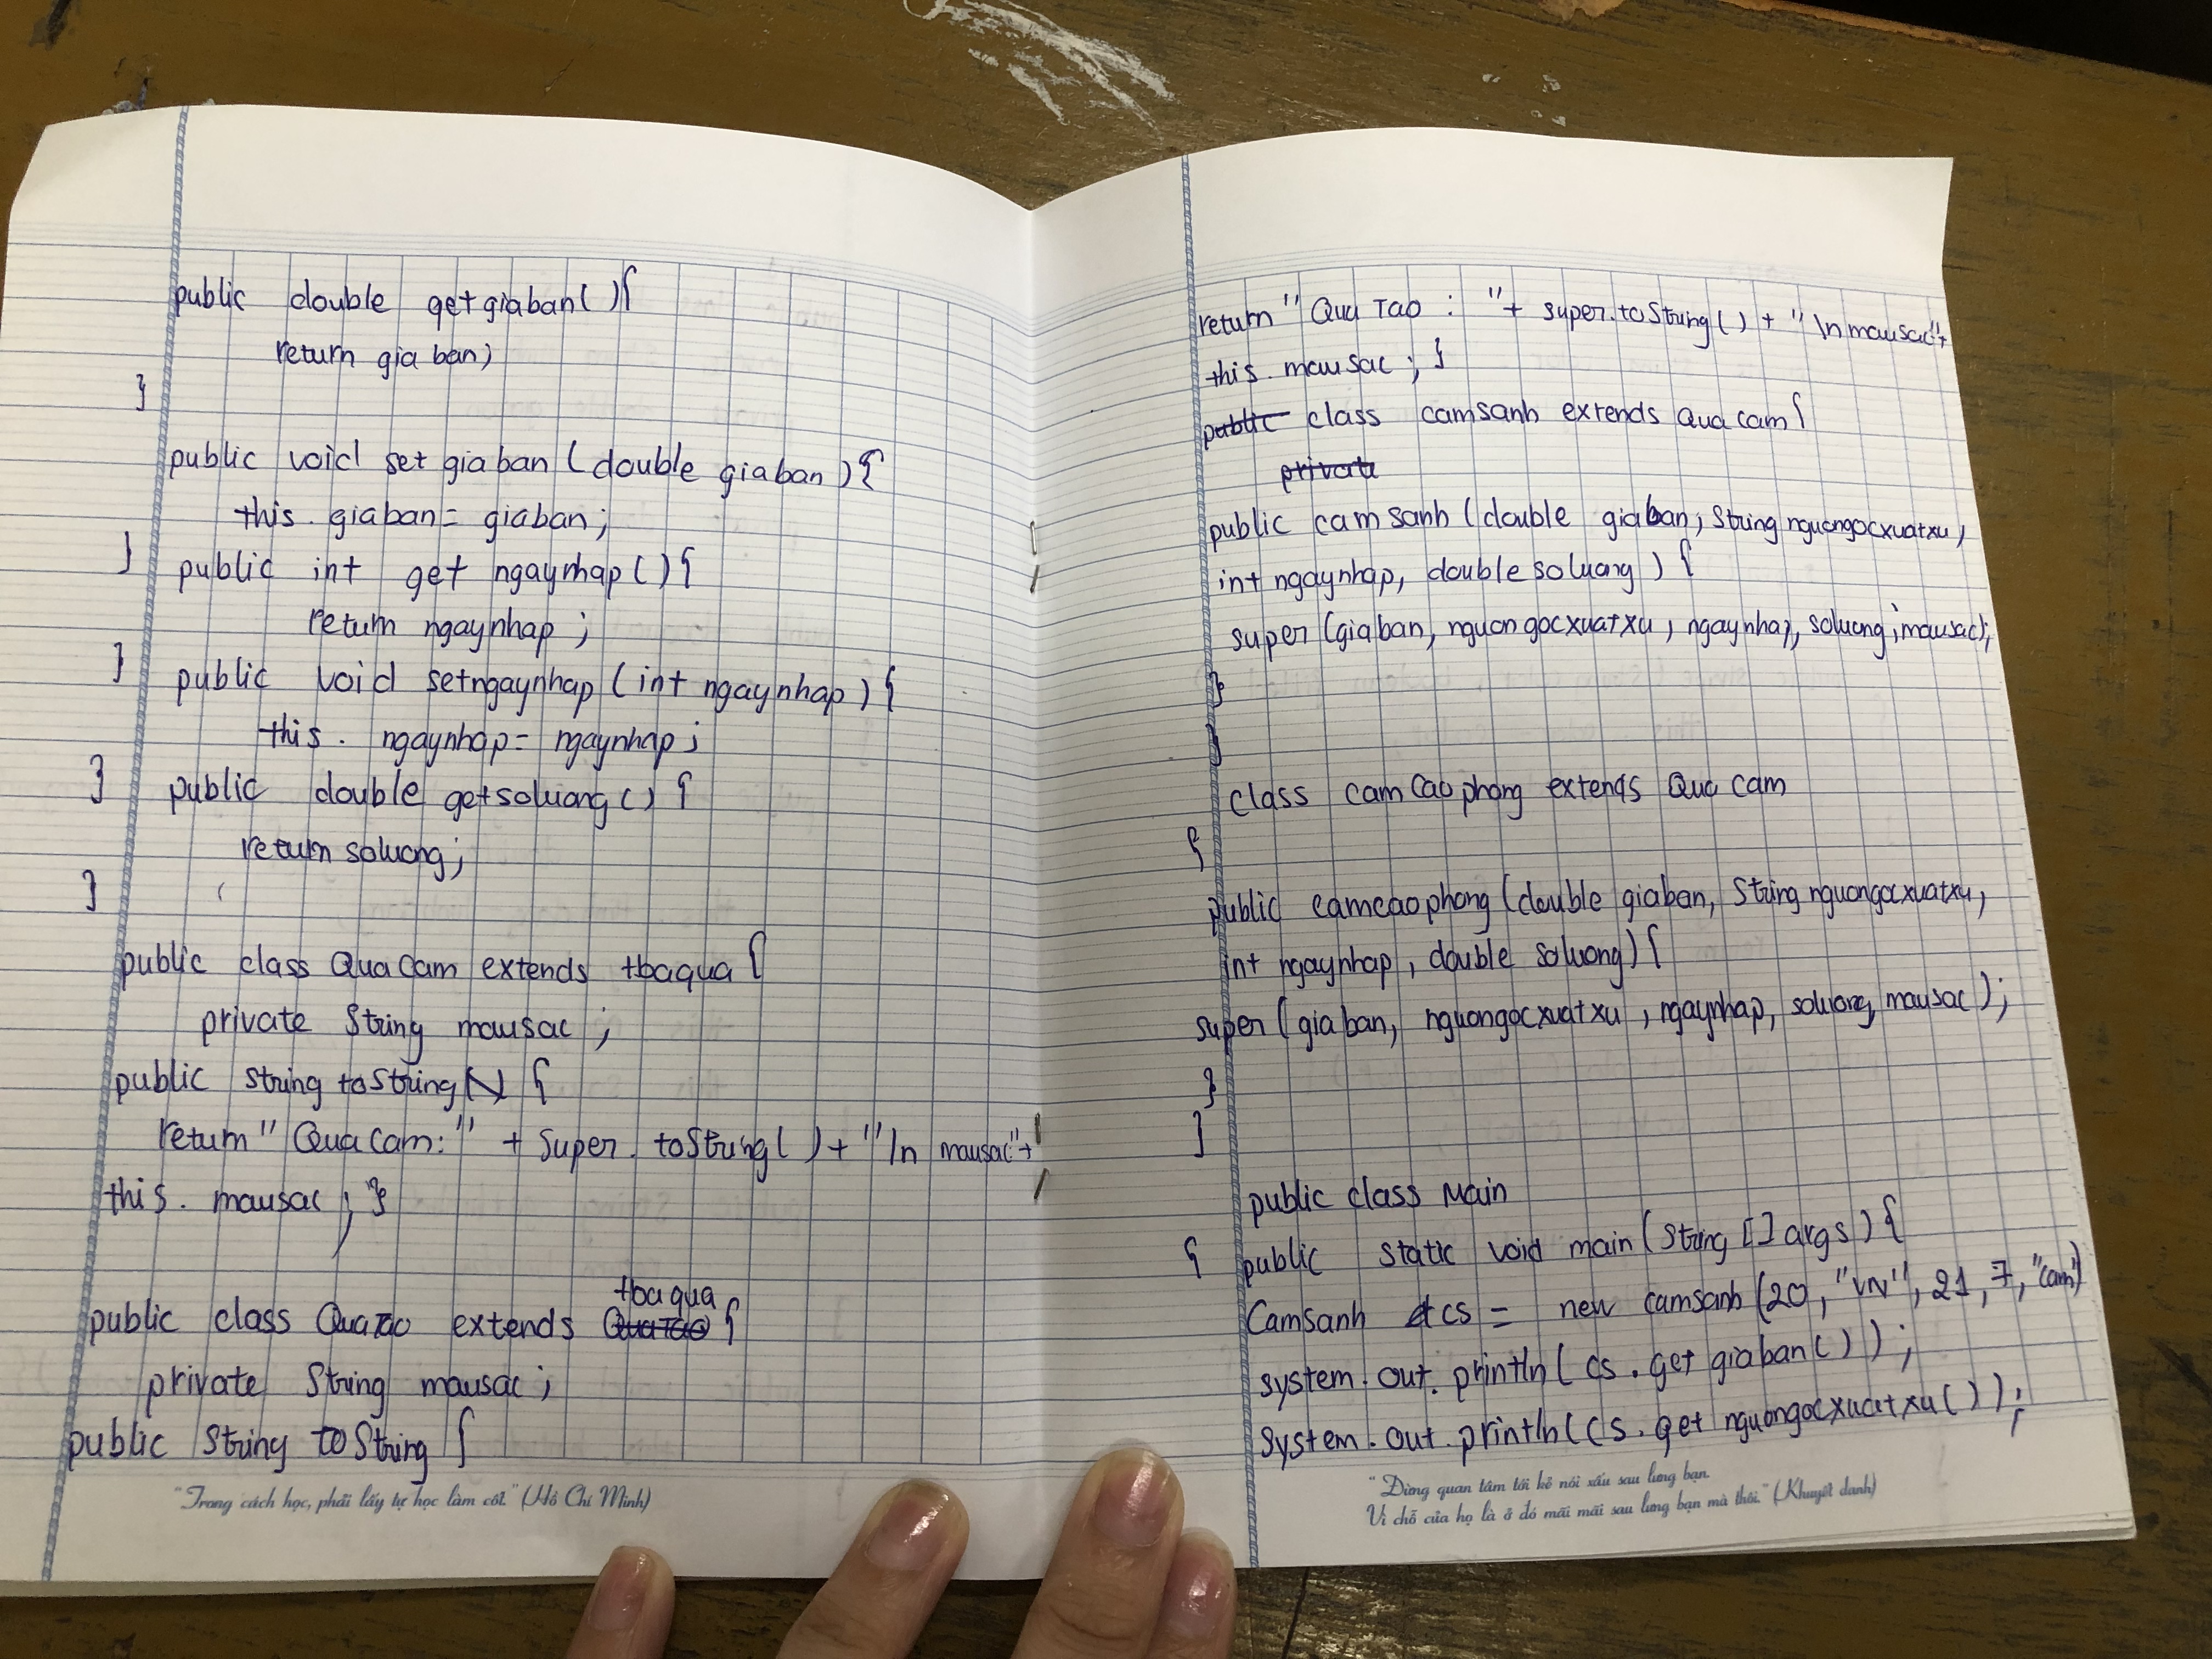 public double getgiaban(){
return giaban)
}
public void set giaban (double giaban){
this.giaban = giaban;
}
public int get ngaynhap(){
return ngaynhap;
}
public void setngaynhap (int ngaynhap){
this. ngaynhap = ngaynhap;
}
public double getsoluong(){
return soluong;
}
public class Qua Cam extends tbaqua{
private String mausac;
public string toString() {
return "Qua cam: " + super. toString() + "\n mausac:" +
this. mausac ; }
public class QuaTao extends tbaqua {
private String mausac;
public String toString {
"Trong cách học, phải lấy tự học làm cốt" (Hồ Chí Minh)
return "Quả Tao : " + super.toString() + "\n mausac:" +
this mausac; }
public class camsanh extends Qua cam {
private
public cam sanh (double giaban, String nguongocxuatxu,
int ngaynhap, double soluong) {
super (giaban, nguongocxuatxu, ngaynhap, soluong, mausac);
}
}
class cam cao phong extends Qua cam
{
public camcaophong (double giaban, String nguongocxuatxu,
int ngaynhap, double soluong) {
super (giaban, nguongocxuatxu, ngaynhap, soluong, mausac);
}
}
public class Main
{
public static void main (String [] args) {
Camsanh cs = new camsanh (20, "VN", 21, 7, "cam")
system.out.println (cs.get giaban());
System.out.println (cs.get nguongocxuatxu());
"Đừng quan tâm tới kẻ nói xấu sau lưng bạn.
Vì chỗ của họ là ở đó mãi mãi sau lưng bạn mà thôi" (Khuyết danh)